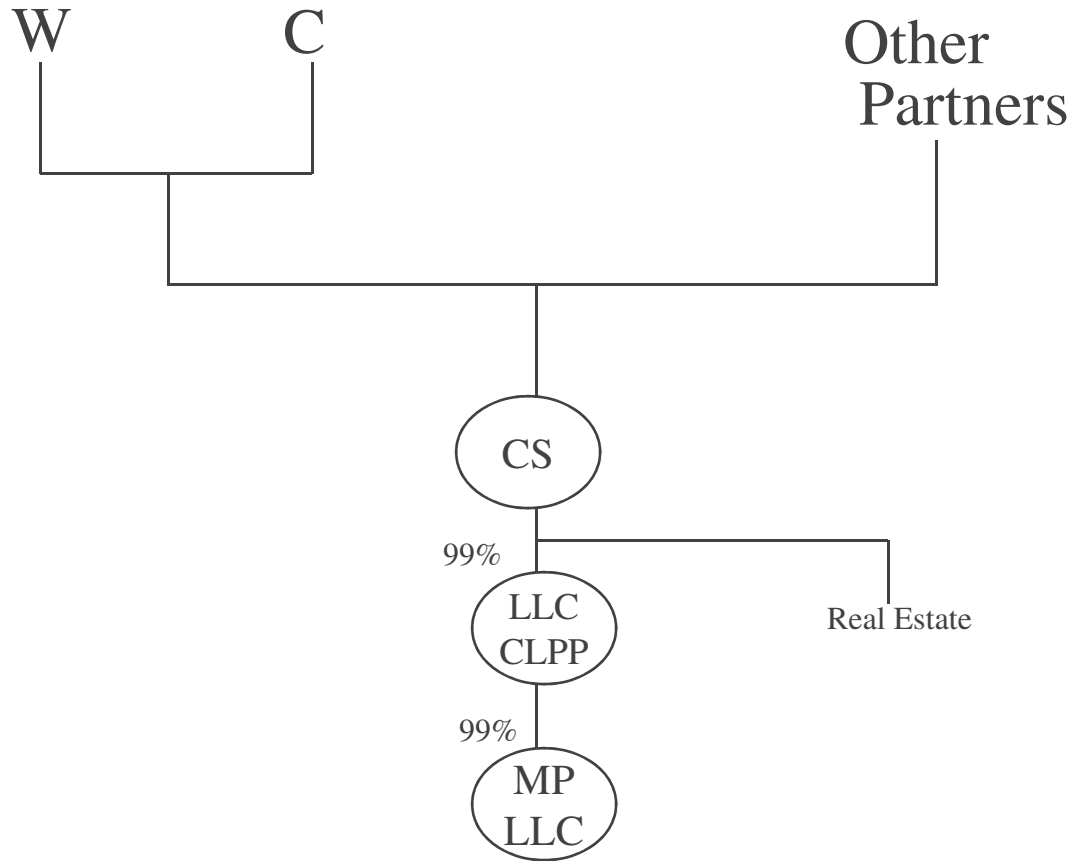 W
C
Other
Partners
CS
99%
LLC
CLPP
Real Estate
99%
MP
LLC